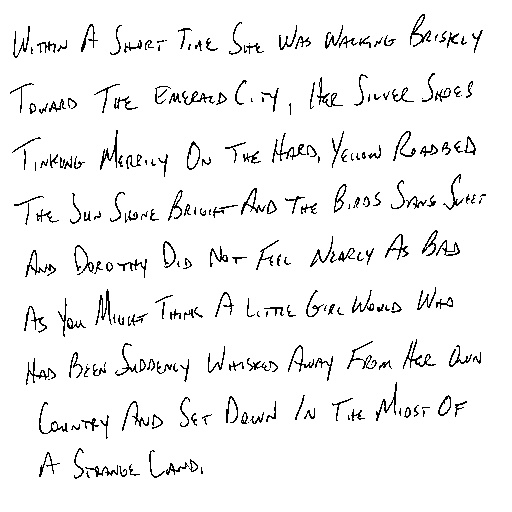 Within A Short Time She Was Walking Briskly
Toward The Emerald City, Her Silver Shoes
Tinkling Merrily On The Hard, Yellow Roadbed
The Sun Shone Bright And The Birds Sang Sweet
And Dorothy Did Not Feel Nearly As Bad
As You Might Think A Little Girl Would Who
Had Been Suddenly Whisked Away From Her Own
Country And Set Down In The Midst Of
A Strange Land.